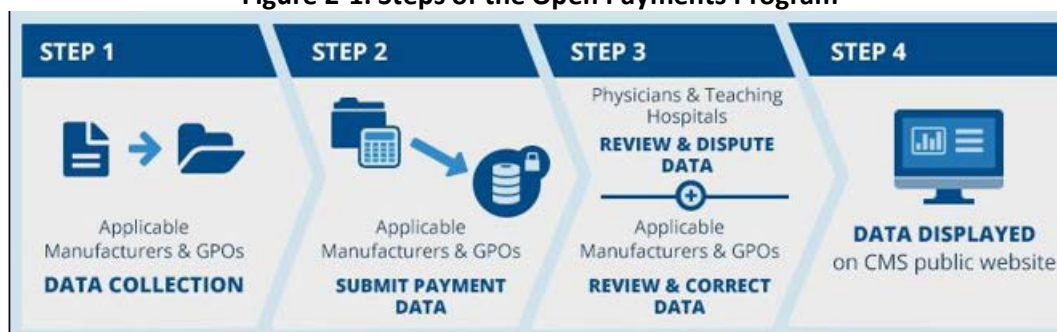 Figure 2-1. Steps of the Open Payments Program
STEP 1
Applicable
Manufacturers & GPOs
DATA COLLECTION
STEP 2
Applicable
Manufacturers & GPOs
SUBMIT PAYMENT
DATA
STEP 3
Physicians & Teaching
Hospitals
REVIEW & DISPUTE
DATA
Applicable
Manufacturers & GPOs
REVIEW & CORRECT
DATA
STEP 4
DATA DISPLAYED
on CMS public website